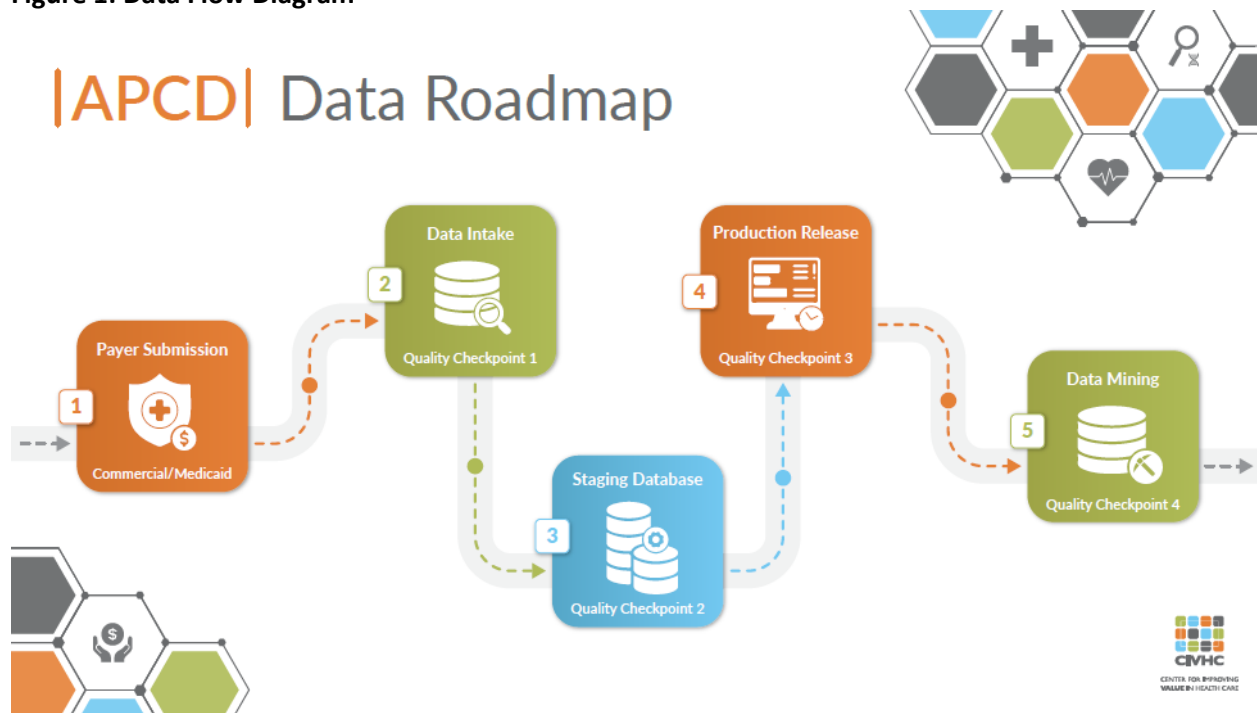 Figure 1: Data Flow Diagram
|APCD| Data Roadmap
Payer Submission
1
Commercial/Medicaid
Data Intake
2
Quality Checkpoint 1
Staging Database
3
Quality Checkpoint 2
Production Release
4
Quality Checkpoint 3
Data Mining
5
Quality Checkpoint 4
$
$
CIVHC
CENTER FOR IMPROVING
VALUE IN HEALTH CARE